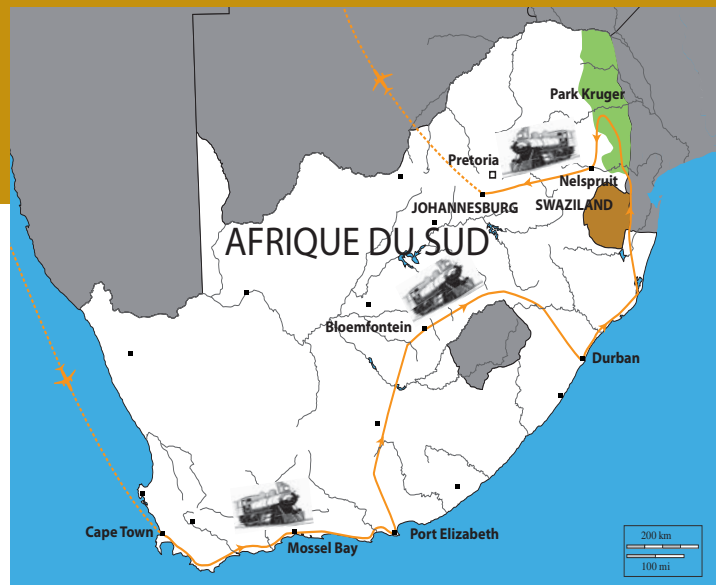 Park Kruger
Pretoria
Nelspruit
JOHANNESBURG
SWAZILAND
AFRIQUE DU SUD
Bloemfontein
Durban
Cape Town
Mossel Bay
Port Elizabeth
200 km
100 mi